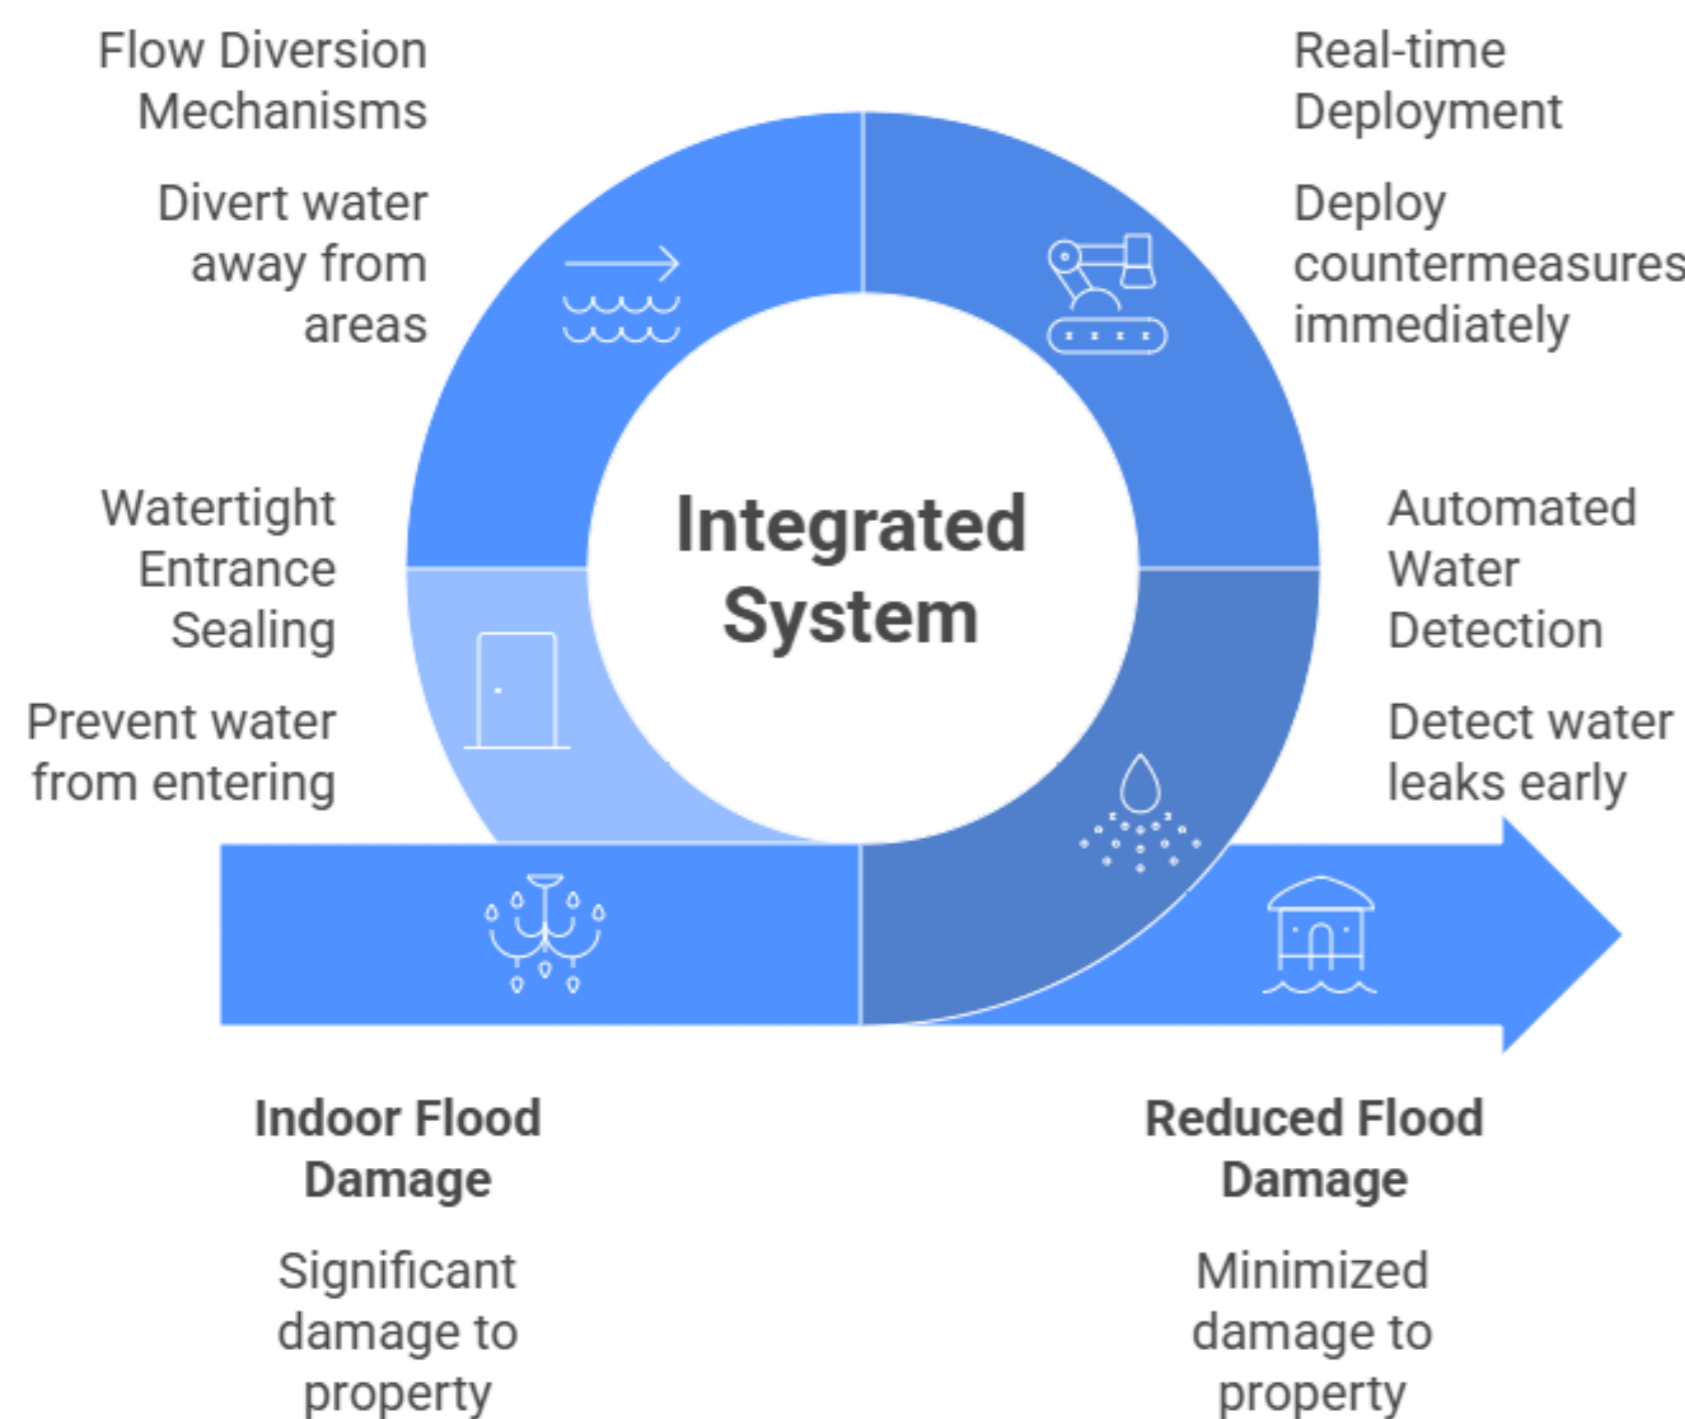 Flow Diversion
Mechanisms
Divert water
away from
areas
Real-time
Deployment
Deploy
countermeasures
immediately
Watertight
Entrance
Sealing
Prevent water
from entering
Integrated
System
Automated
Water
Detection
Detect water
leaks early
Indoor Flood
Damage
Significant
damage to
property
Reduced Flood
Damage
Minimized
damage to
property